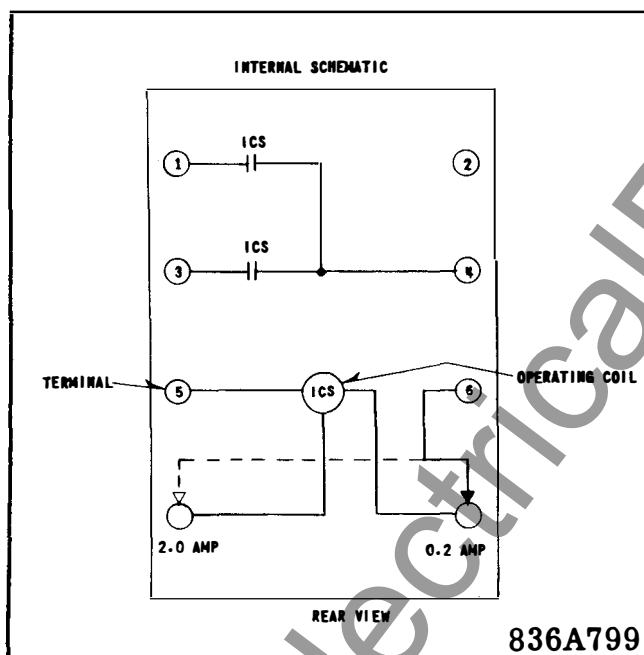 INTERNAL SCHEMATIC
ICS
1
2
ICS
3
4
TERMINAL
5
ICS
6
OPERATING COIL
2.0 AMP
0.2 AMP
REAR VIEW
836A799